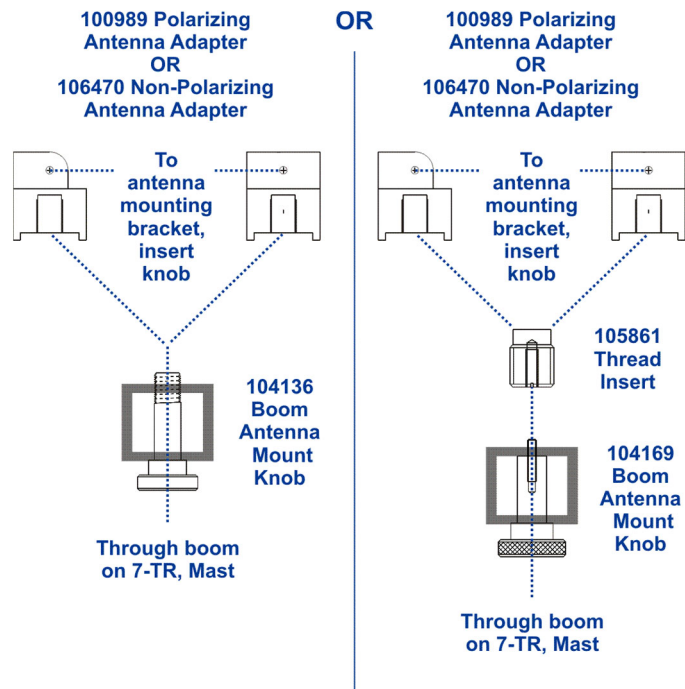 100989 Polarizing
Antenna Adapter
OR
106470 Non-Polarizing
Antenna Adapter
To
antenna
mounting
bracket,
insert
knob
104136
Boom
Antenna
Mount
Knob
Through boom
on 7-TR, Mast
OR
100989 Polarizing
Antenna Adapter
OR
106470 Non-Polarizing
Antenna Adapter
To
antenna
mounting
bracket,
insert
knob
105861
Thread
Insert
104169
Boom
Antenna
Mount
Knob
Through boom
on 7-TR, Mast